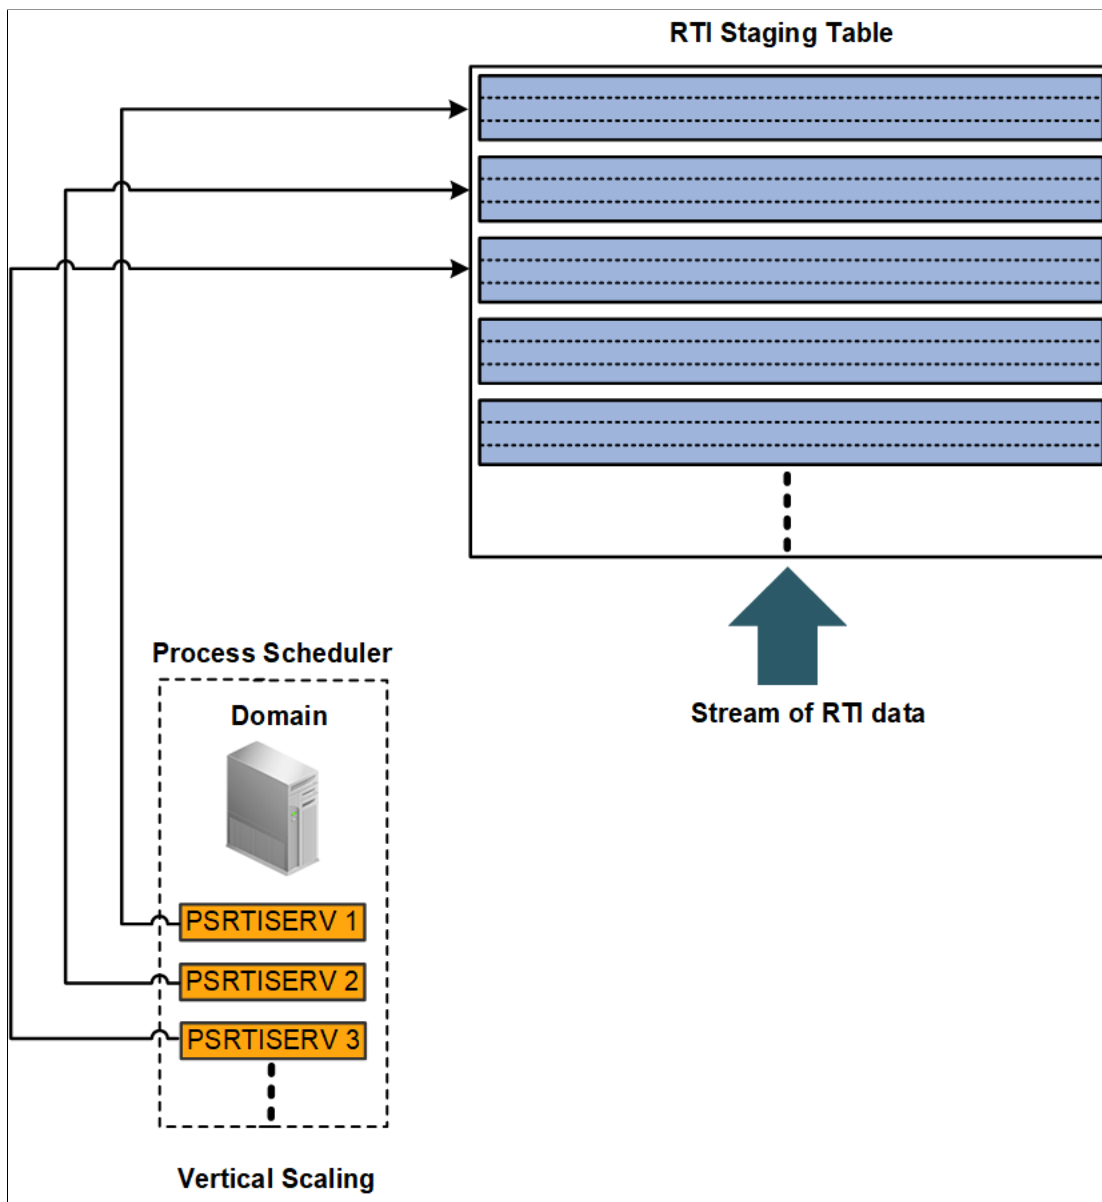 RTI Staging Table
Stream of RTI data
Process Scheduler
Domain
PSRTISERV 1
PSRTISERV 2
PSRTISERV 3
Vertical Scaling